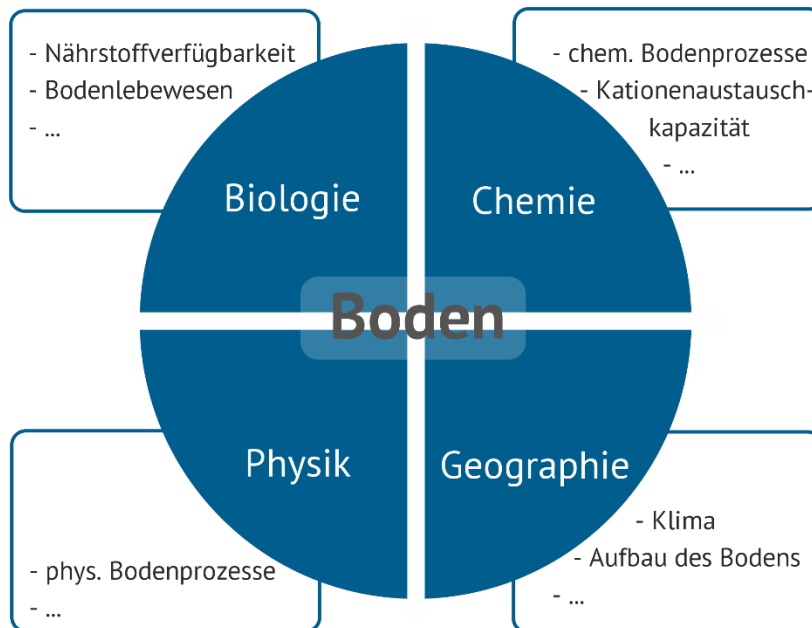 - Nährstoffverfügbarkeit
- Bodenlebewesen
- ...
- chem. Bodenprozesse
- Kationenaustausch-
kapazität
- ...
Biologie
Chemie
Boden
Physik
Geographie
- phys. Bodenprozesse
- ...
- Klima
- Aufbau des Bodens
- ...